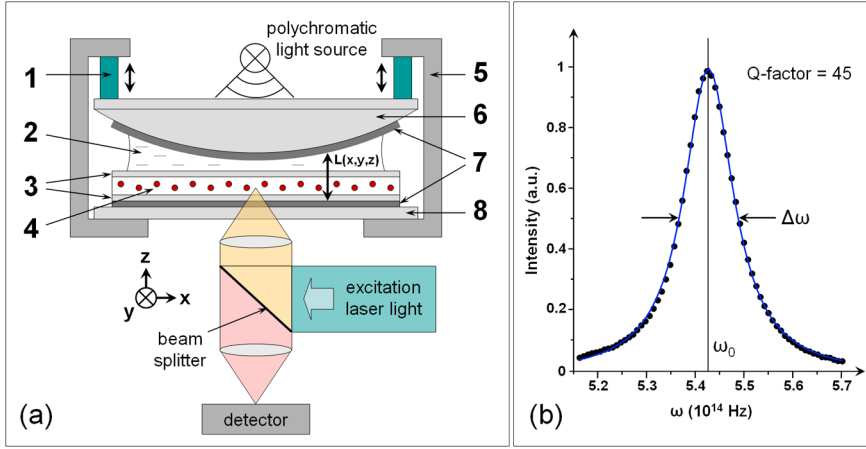 polychromatic
light source
1
5
2
6
L(x,y,z)
7
3
4
8
z
x
y
excitation
laser light
beam
splitter
detector
(a)
Q-factor = 45
Intensity (a.u.)
1
0.8
0.6
0.4
0.2
0
Δω
ω0
5.2 5.3 5.4 5.5 5.6 5.7
ω (10¹⁴ Hz)
(b)